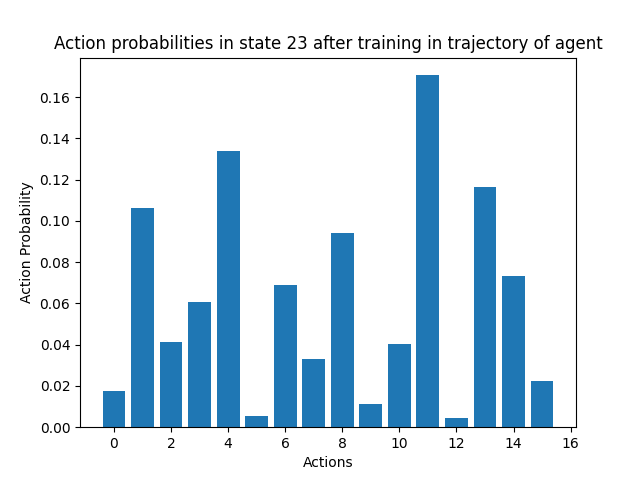 Action probabilities in state 23 after training in trajectory of agent
0.16
0.14
0.12
0.10
0.08
0.06
0.04
0.02
0.00
Action Probability
0 2 4 6 8 10 12 14 16
Actions